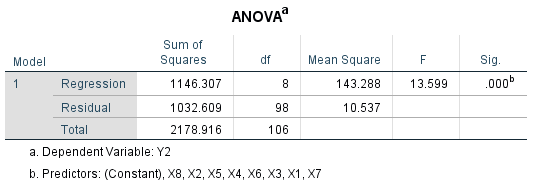 ANOVAa
Sum of
Model Squares df Mean Square F Sig.
1 Regression 1146.307 8 143.288 13.599 .000b
Residual 1032.609 98 10.537
Total 2178.916 106
a. Dependent Variable: Y2
b. Predictors: (Constant), X8, X2, X5, X4, X6, X3, X1, X7